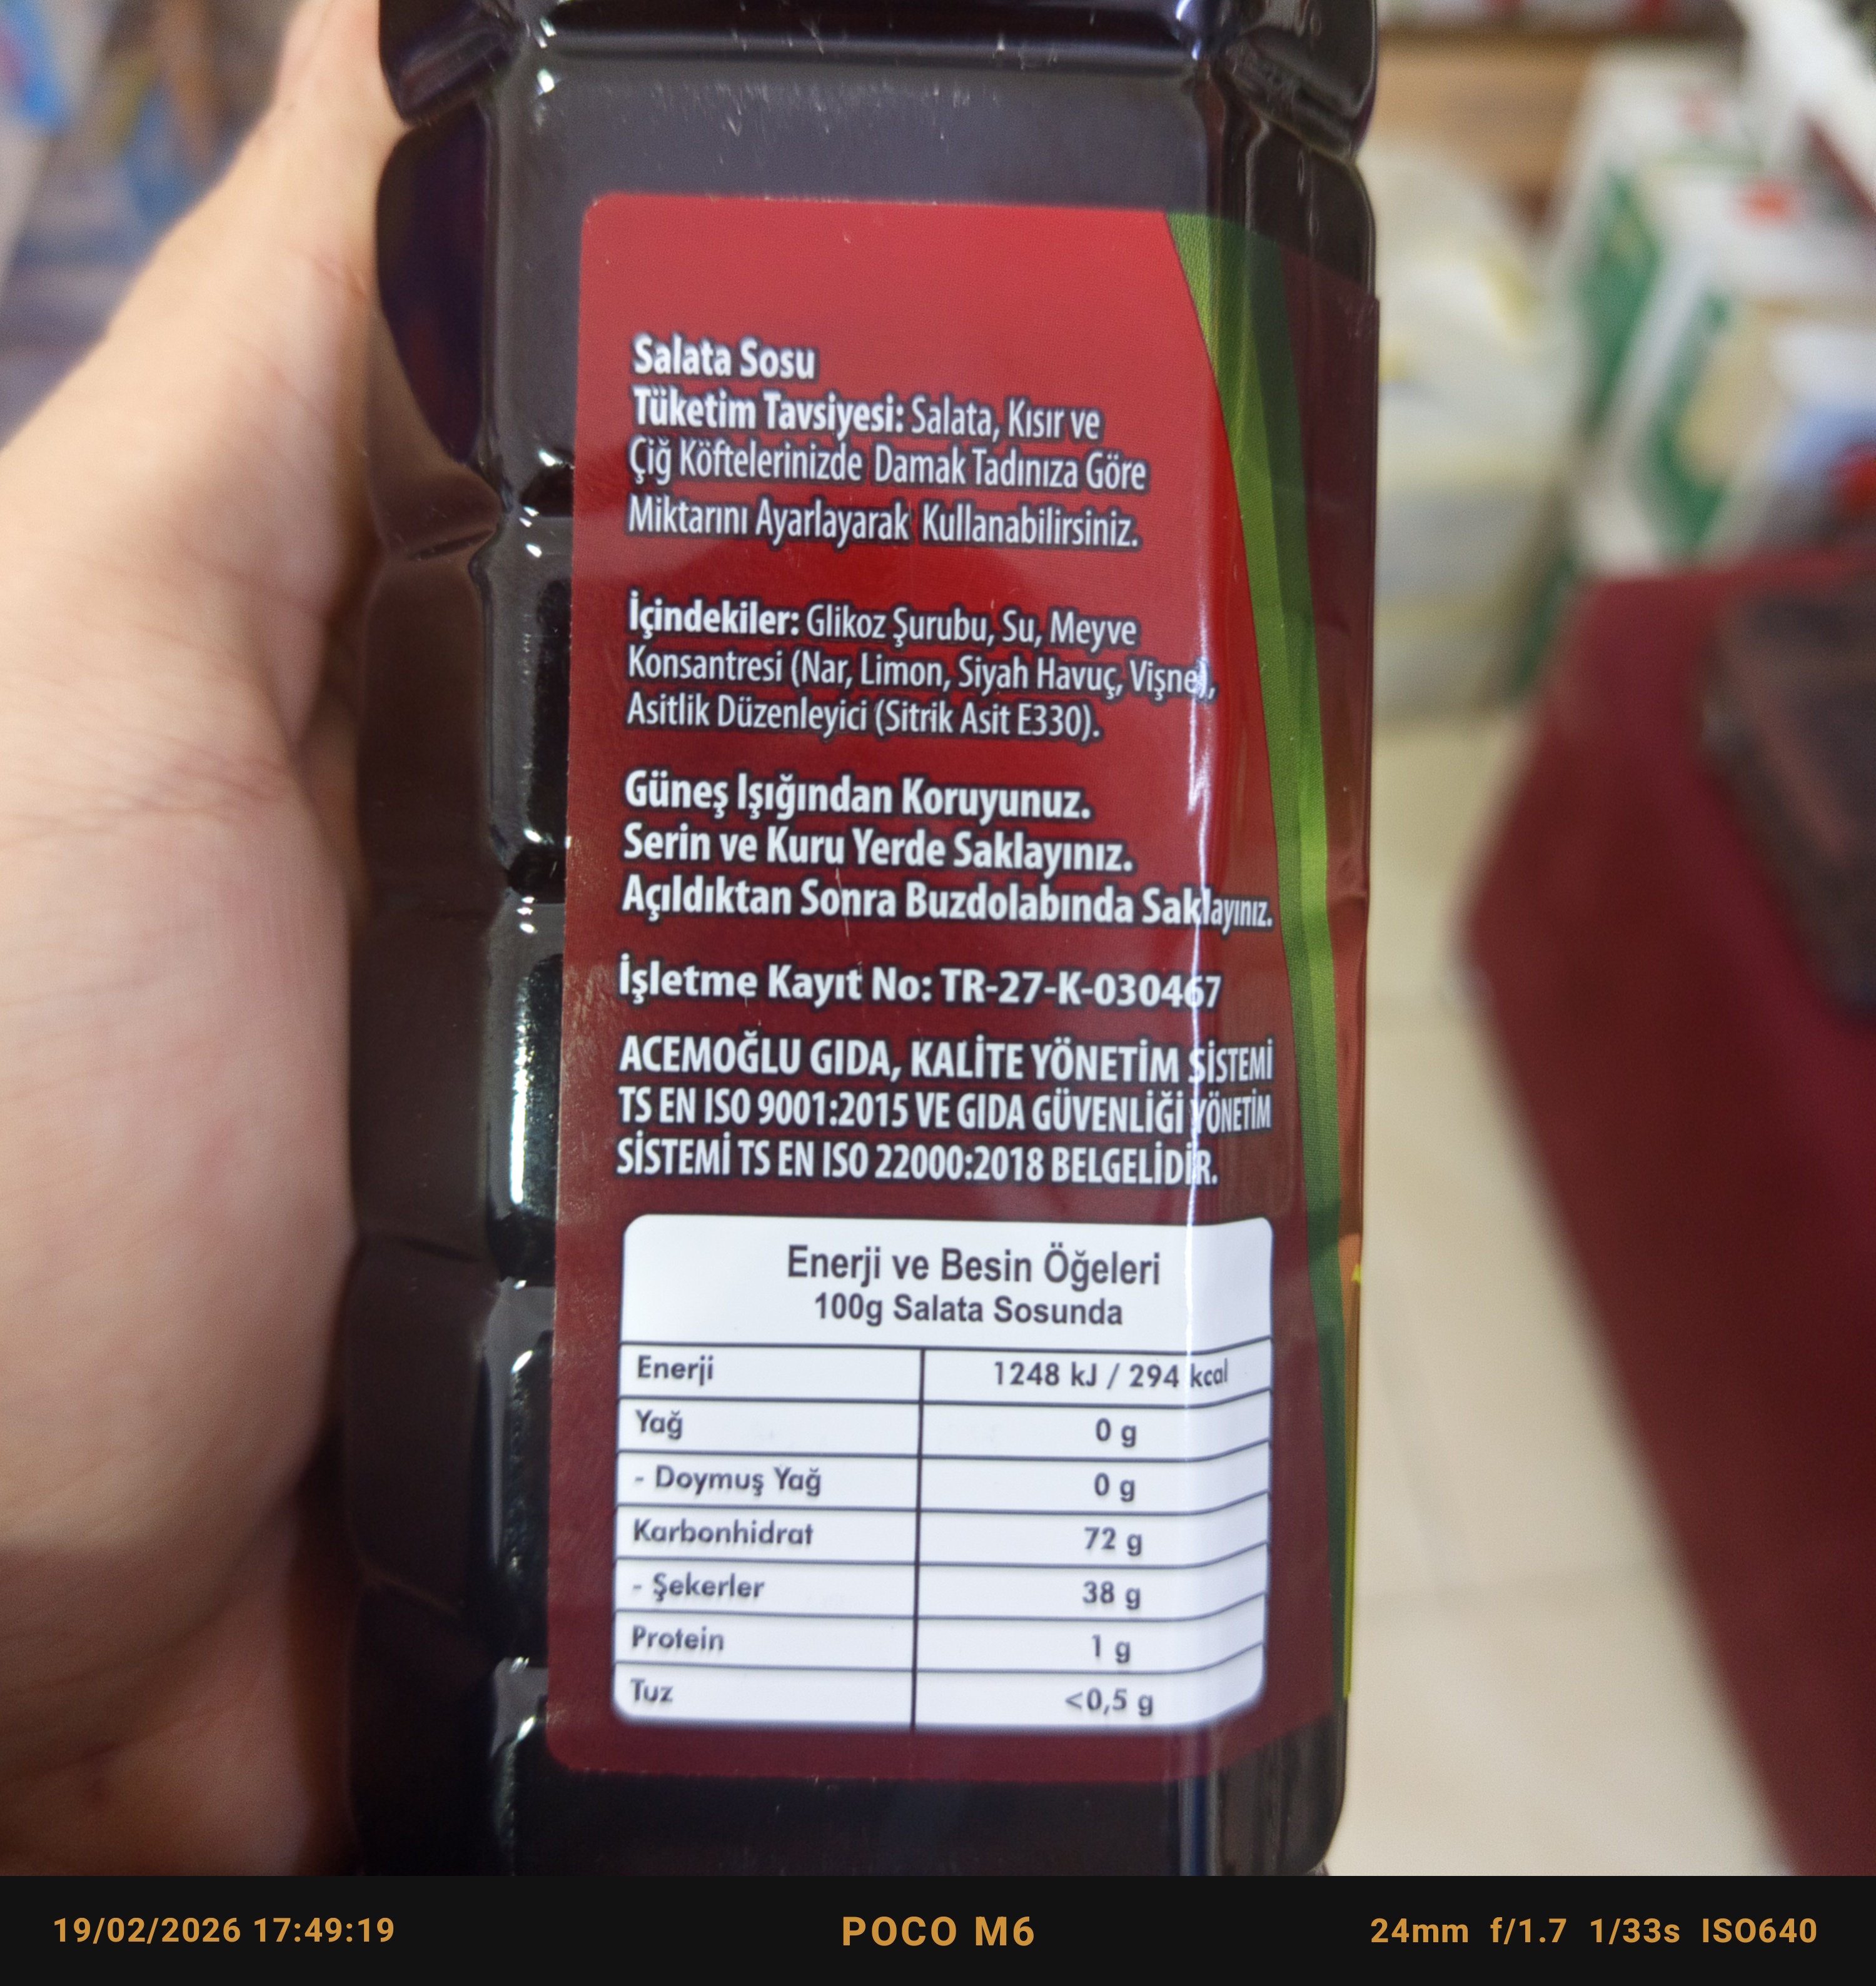 Salata Sosu
Tüketim Tavsiyesi: Salata, Kısır ve
Çiğ Köftelerinizde Damak Tadınıza Göre
Miktarını Ayarlayarak Kullanabilirsiniz.
İçindekiler: Glikoz Şurubu, Su, Meyve
Konsantresi (Nar, Limon, Siyah Havuç, Vişne),
Asitlik Düzenleyici (Sitrik Asit E330).
Güneş Işığından Koruyunuz.
Serin ve Kuru Yerde Saklayınız.
Açıldıktan Sonra Buzdolabında Saklayınız.
İşletme Kayıt No: TR-27-K-030467
ACEMOĞLU GIDA, KALİTE YÖNETİM SİSTEMİ
TS EN ISO 9001:2015 VE GIDA GÜVENLİĞİ YÖNETİM
SİSTEMİ TS EN ISO 22000:2018 BELGELİDİR.
Enerji ve Besin Öğeleri
100g Salata Sosunda
Enerji 1248 kJ / 294 kcal
Yağ 0 g
- Doymuş Yağ 0 g
Karbonhidrat 72 g
- Şekerler 38 g
Protein 1 g
Tuz <0,5 g
19/02/2026 17:49:19 POCO M6 24mm f/1.7 1/33s ISO640